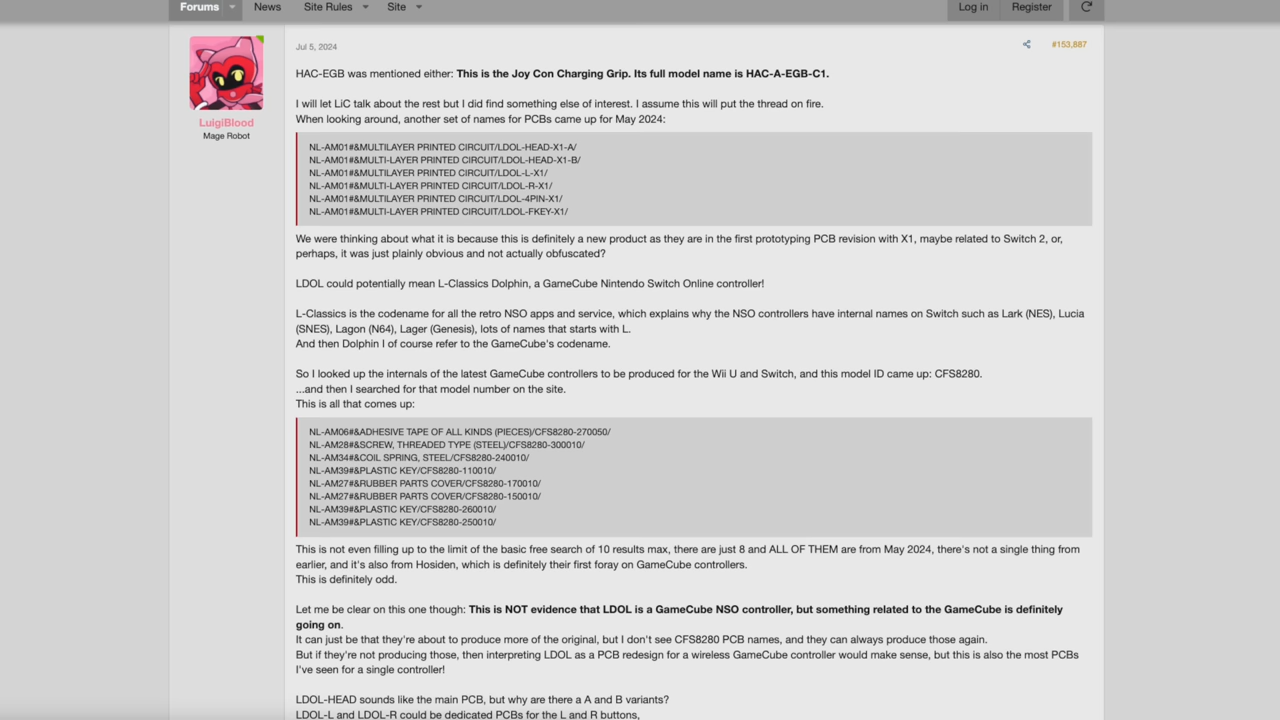 Forums
News
Site Rules
Site
Log in
Register
LuigiBlood
Mage Robot
Jul 5, 2024
#153,887
HAC-EGB was mentioned either: This is the Joy Con Charging Grip. Its full model name is HAC-A-EGB-C1.
I will let LiC talk about the rest but I did find something else of interest. I assume this will put the thread on fire.
When looking around, another set of names for PCBs came up for May 2024:
NL-AM01#&MULTILAYER PRINTED CIRCUIT/LDOL-HEAD-X1-A/
NL-AM01#&MULTI-LAYER PRINTED CIRCUIT/LDOL-HEAD-X1-B/
NL-AM01#&MULTILAYER PRINTED CIRCUIT/LDOL-L-X1/
NL-AM01#&MULTI-LAYER PRINTED CIRCUIT/LDOL-R-X1/
NL-AM01#&MULTILAYER PRINTED CIRCUIT/LDOL-4PIN-X1/
NL-AM01#&MULTI-LAYER PRINTED CIRCUIT/LDOL-FKEY-X1/
We were thinking about what it is because this is definitely a new product as they are in the first prototyping PCB revision with X1, maybe related to Switch 2, or,
perhaps, it was just plainly obvious and not actually obfuscated?
LDOL could potentially mean L-Classics Dolphin, a GameCube Nintendo Switch Online controller!
L-Classics is the codename for all the retro NSO apps and service, which explains why the NSO controllers have internal names on Switch such as Lark (NES), Lucia
(SNES), Lagon (N64), Lager (Genesis), lots of names that starts with L.
And then Dolphin I of course refer to the GameCube's codename.
So I looked up the internals of the latest GameCube controllers to be produced for the Wii U and Switch, and this model ID came up: CFS8280.
...and then I searched for that model number on the site.
This is all that comes up:
NL-AM06#&ADHESIVE TAPE OF ALL KINDS (PIECES)/CFS8280-270050/
NL-AM28#&SCREW, THREADED TYPE (STEEL)/CFS8280-300010/
NL-AM34#&COIL SPRING, STEEL/CFS8280-240010/
NL-AM39#&PLASTIC KEY/CFS8280-110010/
NL-AM27#&RUBBER PARTS COVER/CFS8280-170010/
NL-AM27#&RUBBER PARTS COVER/CFS8280-150010/
NL-AM39#&PLASTIC KEY/CFS8280-260010/
NL-AM39#&PLASTIC KEY/CFS8280-250010/
This is not even filling up to the limit of the basic free search of 10 results max, there are just 8 and ALL OF THEM are from May 2024, there's not a single thing from
earlier, and it's also from Hosiden, which is definitely their first foray on GameCube controllers.
This is definitely odd.
Let me be clear on this one though: This is NOT evidence that LDOL is a GameCube NSO controller, but something related to the GameCube is definitely
going on.
It can just be that they're about to produce more of the original, but I don't see CFS8280 PCB names, and they can always produce those again.
But if they're not producing those, then interpreting LDOL as a PCB redesign for a wireless GameCube controller would make sense, but this is also the most PCBs
I've seen for a single controller!
LDOL-HEAD sounds like the main PCB, but why are there a A and B variants?
LDOL-L and LDOL-R could be dedicated PCBs for the L and R buttons,